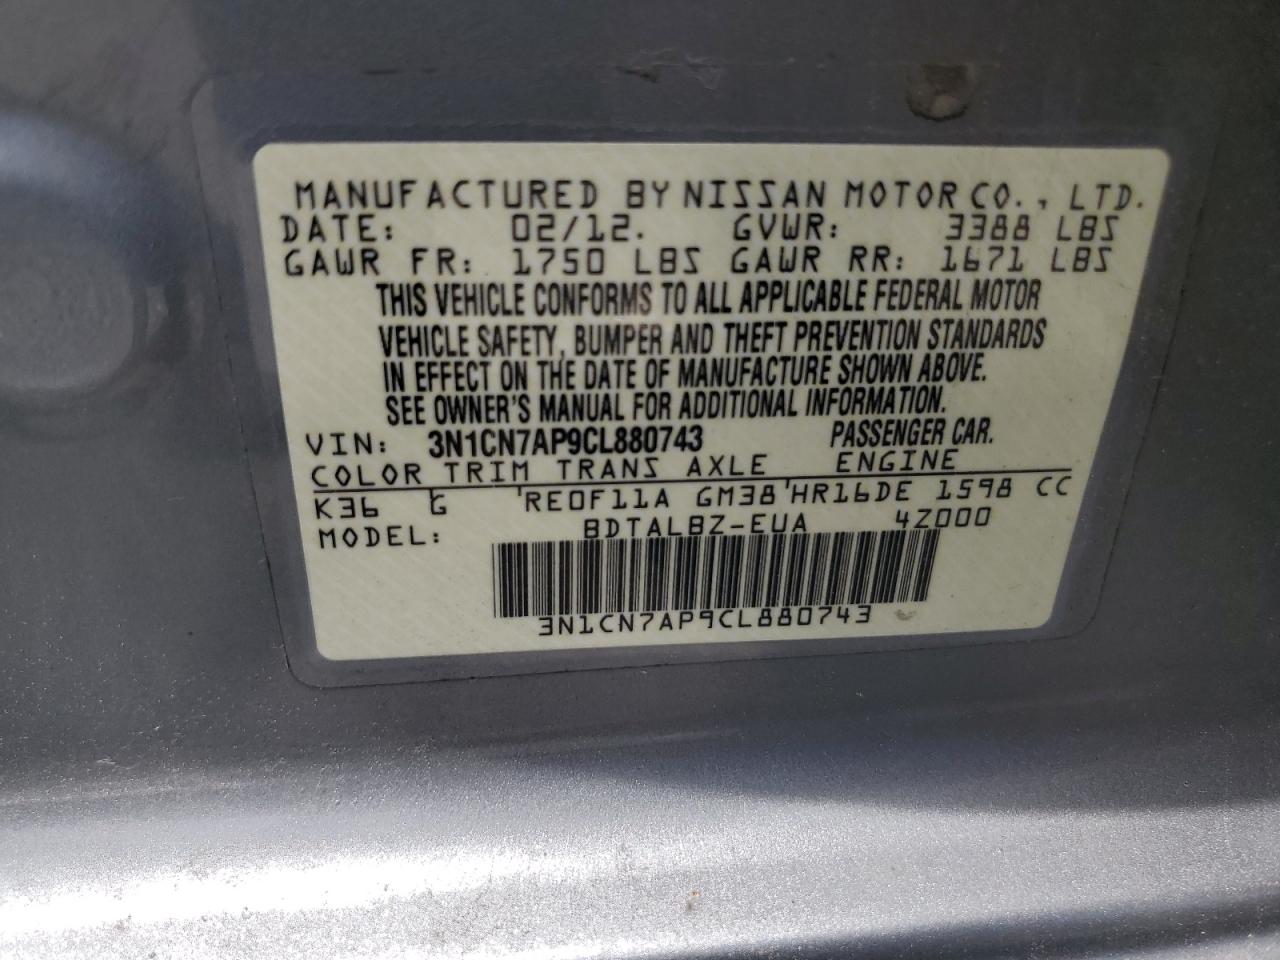 MANUFACTURED BY NISSAN MOTOR CO., LTD.
DATE: 02/12. GVWR: 3388 LBS
GAWR FR: 1750 LBS GAWR RR: 1671 LBS
THIS VEHICLE CONFORMS TO ALL APPLICABLE FEDERAL MOTOR
VEHICLE SAFETY, BUMPER AND THEFT PREVENTION STANDARDS
IN EFFECT ON THE DATE OF MANUFACTURE SHOWN ABOVE.
SEE OWNER'S MANUAL FOR ADDITIONAL INFORMATION.
VIN: 3N1CN7AP9CL880743 PASSENGER CAR.
COLOR TRIM TRANS AXLE ENGINE
K36 G 'RE0F11A GM38'HR16DE 1598 CC
MODEL: BDTALBZ-EUA 4Z000
3N1CN7AP9CL880743